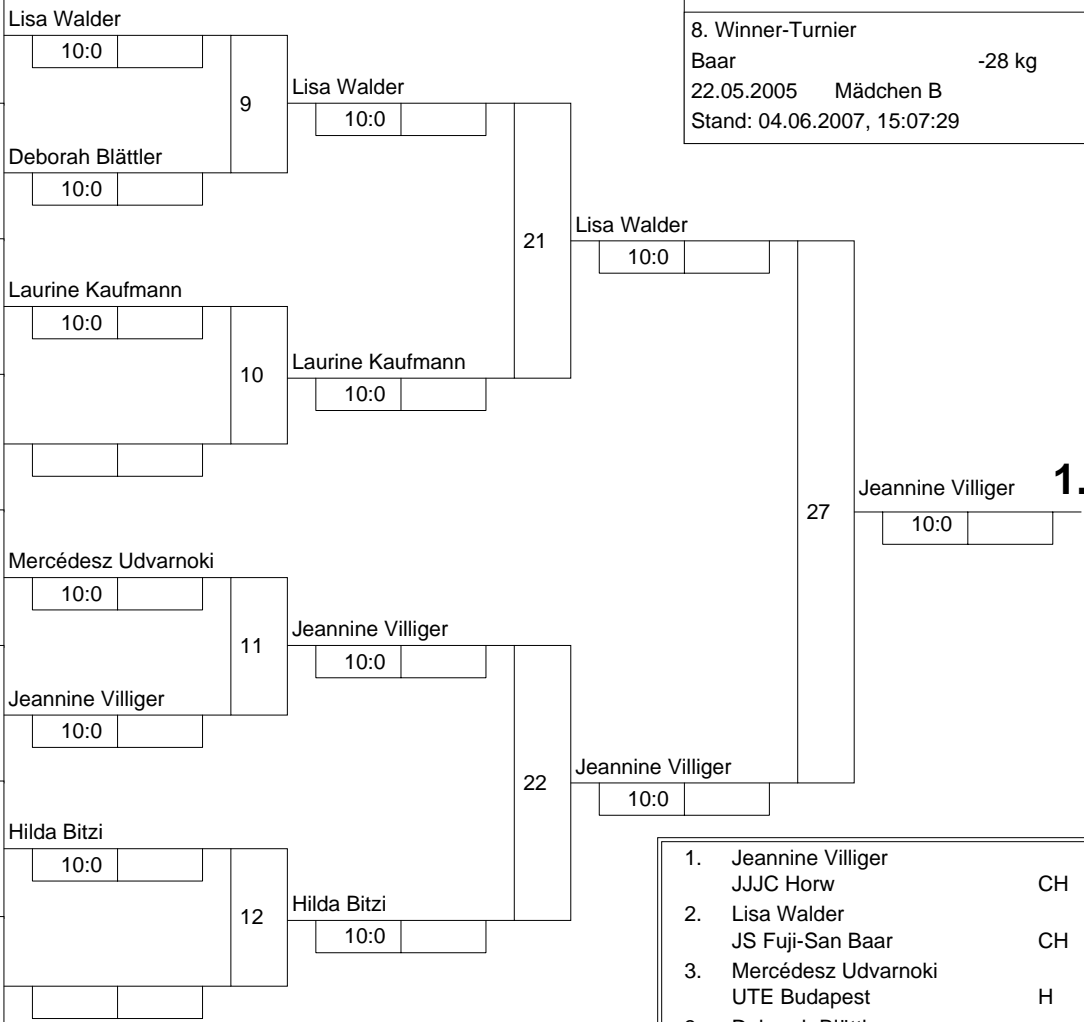 Lisa Walder
10:0
9
Deborah Blättler
10:0
Laurine Kaufmann
10:0
10
Mercédesz Udvarnoki
10:0
11
Jeannine Villiger
10:0
Hilda Bitzi
10:0
12
Lisa Walder
10:0
21
Laurine Kaufmann
10:0
Jeannine Villiger
10:0
22
Hilda Bitzi
10:0
Lisa Walder
10:0
27
Jeannine Villiger
10:0
Jeannine Villiger 1.
10:0
8. Winner-Turnier
Baar -28 kg
22.05.2005 Mädchen B
Stand: 04.06.2007, 15:07:29
1. Jeannine Villiger
JJJC Horw CH
2. Lisa Walder
JS Fuji-San Baar CH
3. Mercédesz Udvarnoki
UTE Budapest H